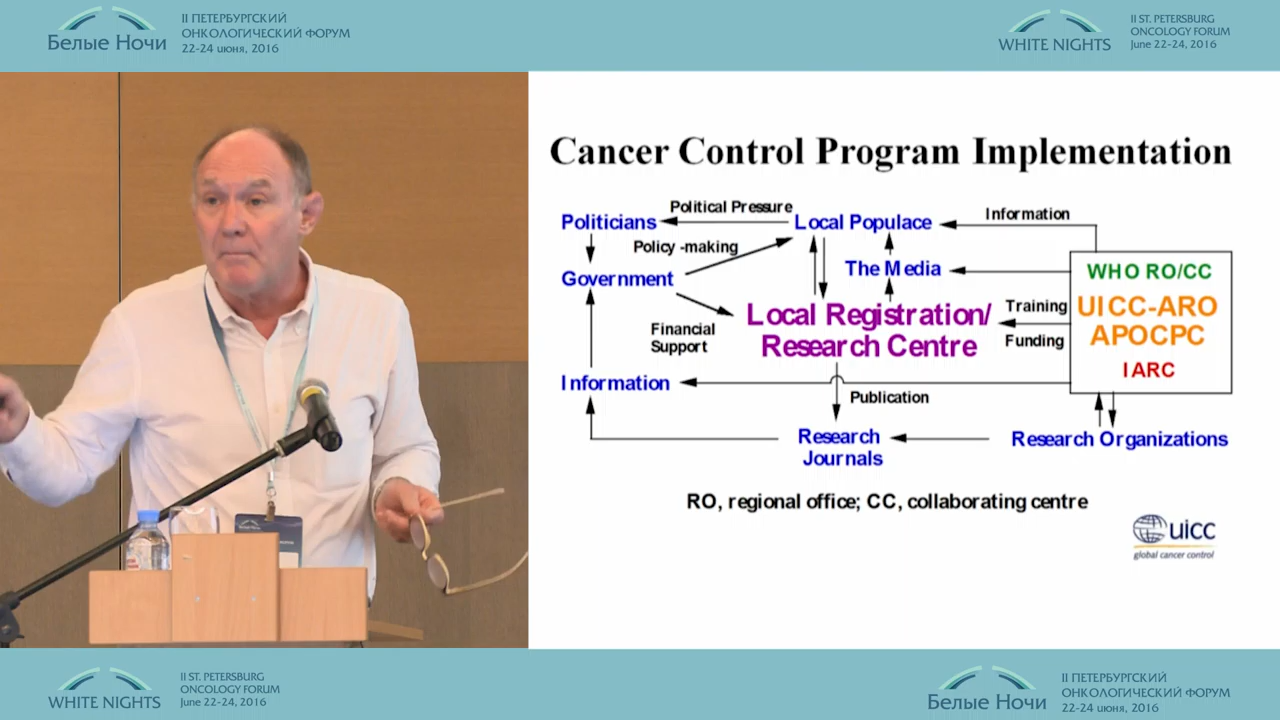 Белые Ночи
II ПЕТЕРБУРГСКИЙ
ОНКОЛОГИЧЕСКИЙ ФОРУМ
22-24 июня, 2016
WHITE NIGHTS
II ST. PETERSBURG
ONCOLOGY FORUM
June 22-24, 2016
Cancer Control Program Implementation
Politicians
Political Pressure
Local Populace
Information
Policy -making
Government
The Media
WHO RO/CC
UICC-ARO
APOCPC
IARC
Training
Funding
Local Registration/
Research Centre
Financial
Support
Information
Publication
Research
Journals
Research Organizations
RO, regional office; CC, collaborating centre
uicc
global cancer control
WHITE NIGHTS
II ST. PETERSBURG
ONCOLOGY FORUM
June 22-24, 2016
Белые Ночи
II ПЕТЕРБУРГСКИЙ
ОНКОЛОГИЧЕСКИЙ ФОРУМ
22-24 июня, 2016